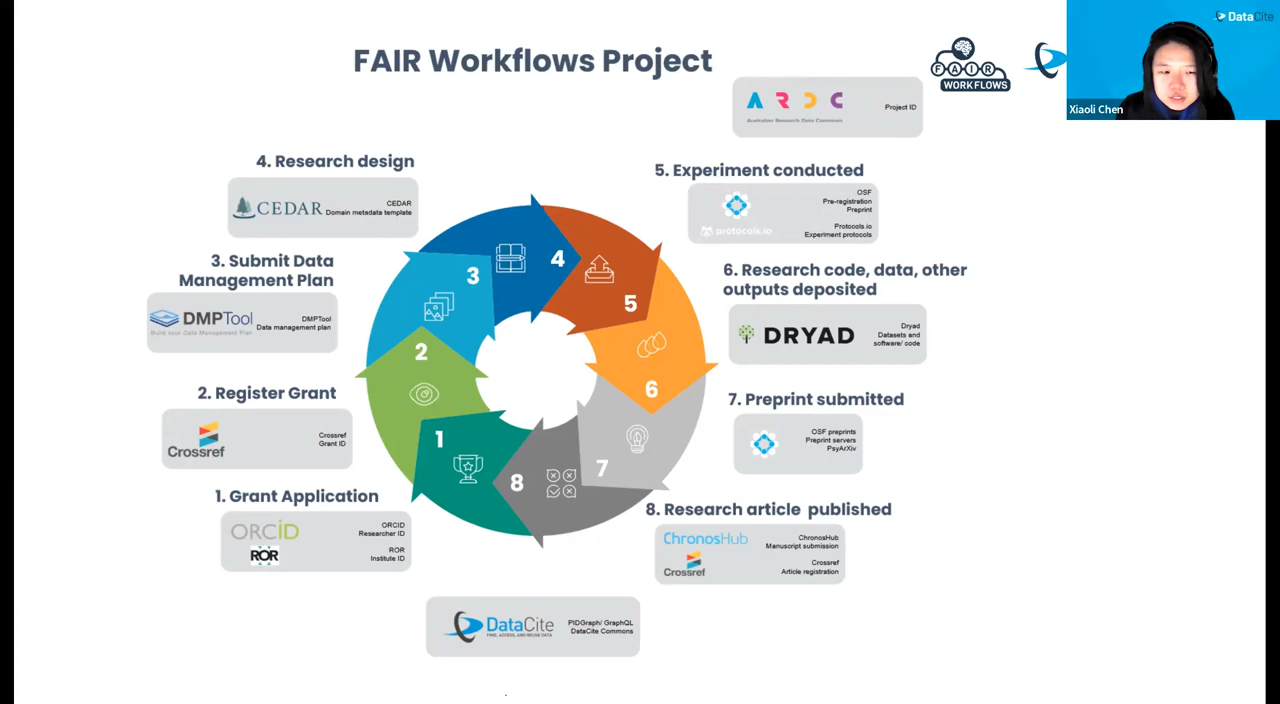 FAIR Workflows Project
FAIR
WORKFLOWS
DataCite
Xiaoli Chen
ARDC
Australian Research Data Commons
Project ID
4. Research design
CEDAR
CEDAR
Domain metadata template
5. Experiment conducted
OSF
Pre-registration
Preprint
protocols.io
Protocols.io
Experiment protocols
3. Submit Data
Management Plan
DMPTool
Build your Data Management Plan
DMPTool
Data management plan
6. Research code, data, other
outputs deposited
DRYAD
Dryad
Datasets and
software/ code
2. Register Grant
Crossref
Crossref
Grant ID
7. Preprint submitted
OSF preprints
Preprint servers
PsyArXiv
1. Grant Application
ORCID
ORCID
Researcher ID
ROR
ROR
Institute ID
8. Research article published
ChronosHub
ChronosHub
Manuscript submission
Crossref
Crossref
Article registration
4
3
5
2
6
1
7
8
DataCite
FIND, ACCESS, AND REUSE DATA
PIDGraph/ GraphQL
DataCite Commons